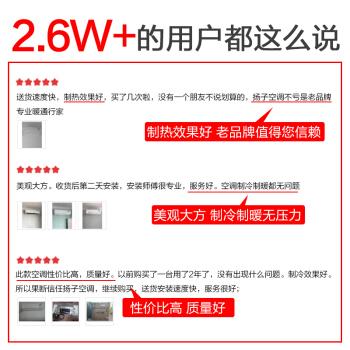 2.6W+的用户都这么说
送货速度快，制热效果好，买了几次啦，没有一个朋友不说划算的，扬子空调不亏是老品牌
专业暖通行家
制热效果好 老品牌值得您信赖
美观大方。收货后第二天安装，安装师傅很专业，服务好。空调制冷制暖都无问题
美观大方 制冷制暖无压力
此款空调性价比高，质量好。以前购买了一台用了2年了，没有出现什么问题。制冷效果好。
所以果断信任扬子空调，继续购买，送货安装速度快，服务很好；
性价比高 质量好